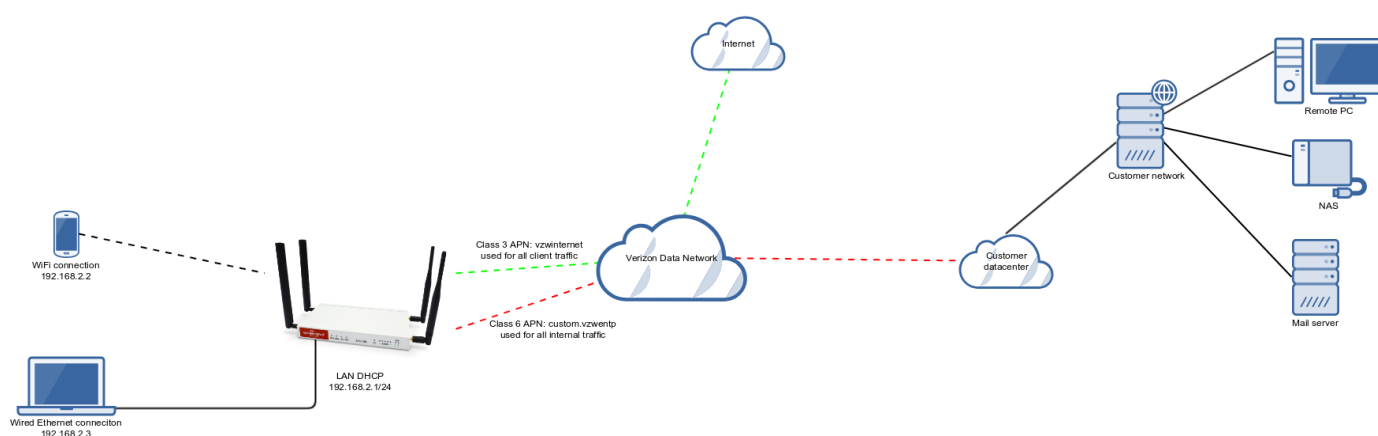 Internet
Remote PC
Customer network
NAS
WiFi connection
192.168.2.2
Class 3 APN: vzwinternet
used for all client traffic
Verizon Data Network
Customer
datacenter
Class 6 APN: custom.vzwentp
used for all internal traffic
Mail server
LAN DHCP
192.168.2.1/24
Wired Ethernet conneciton
192.168.2.3